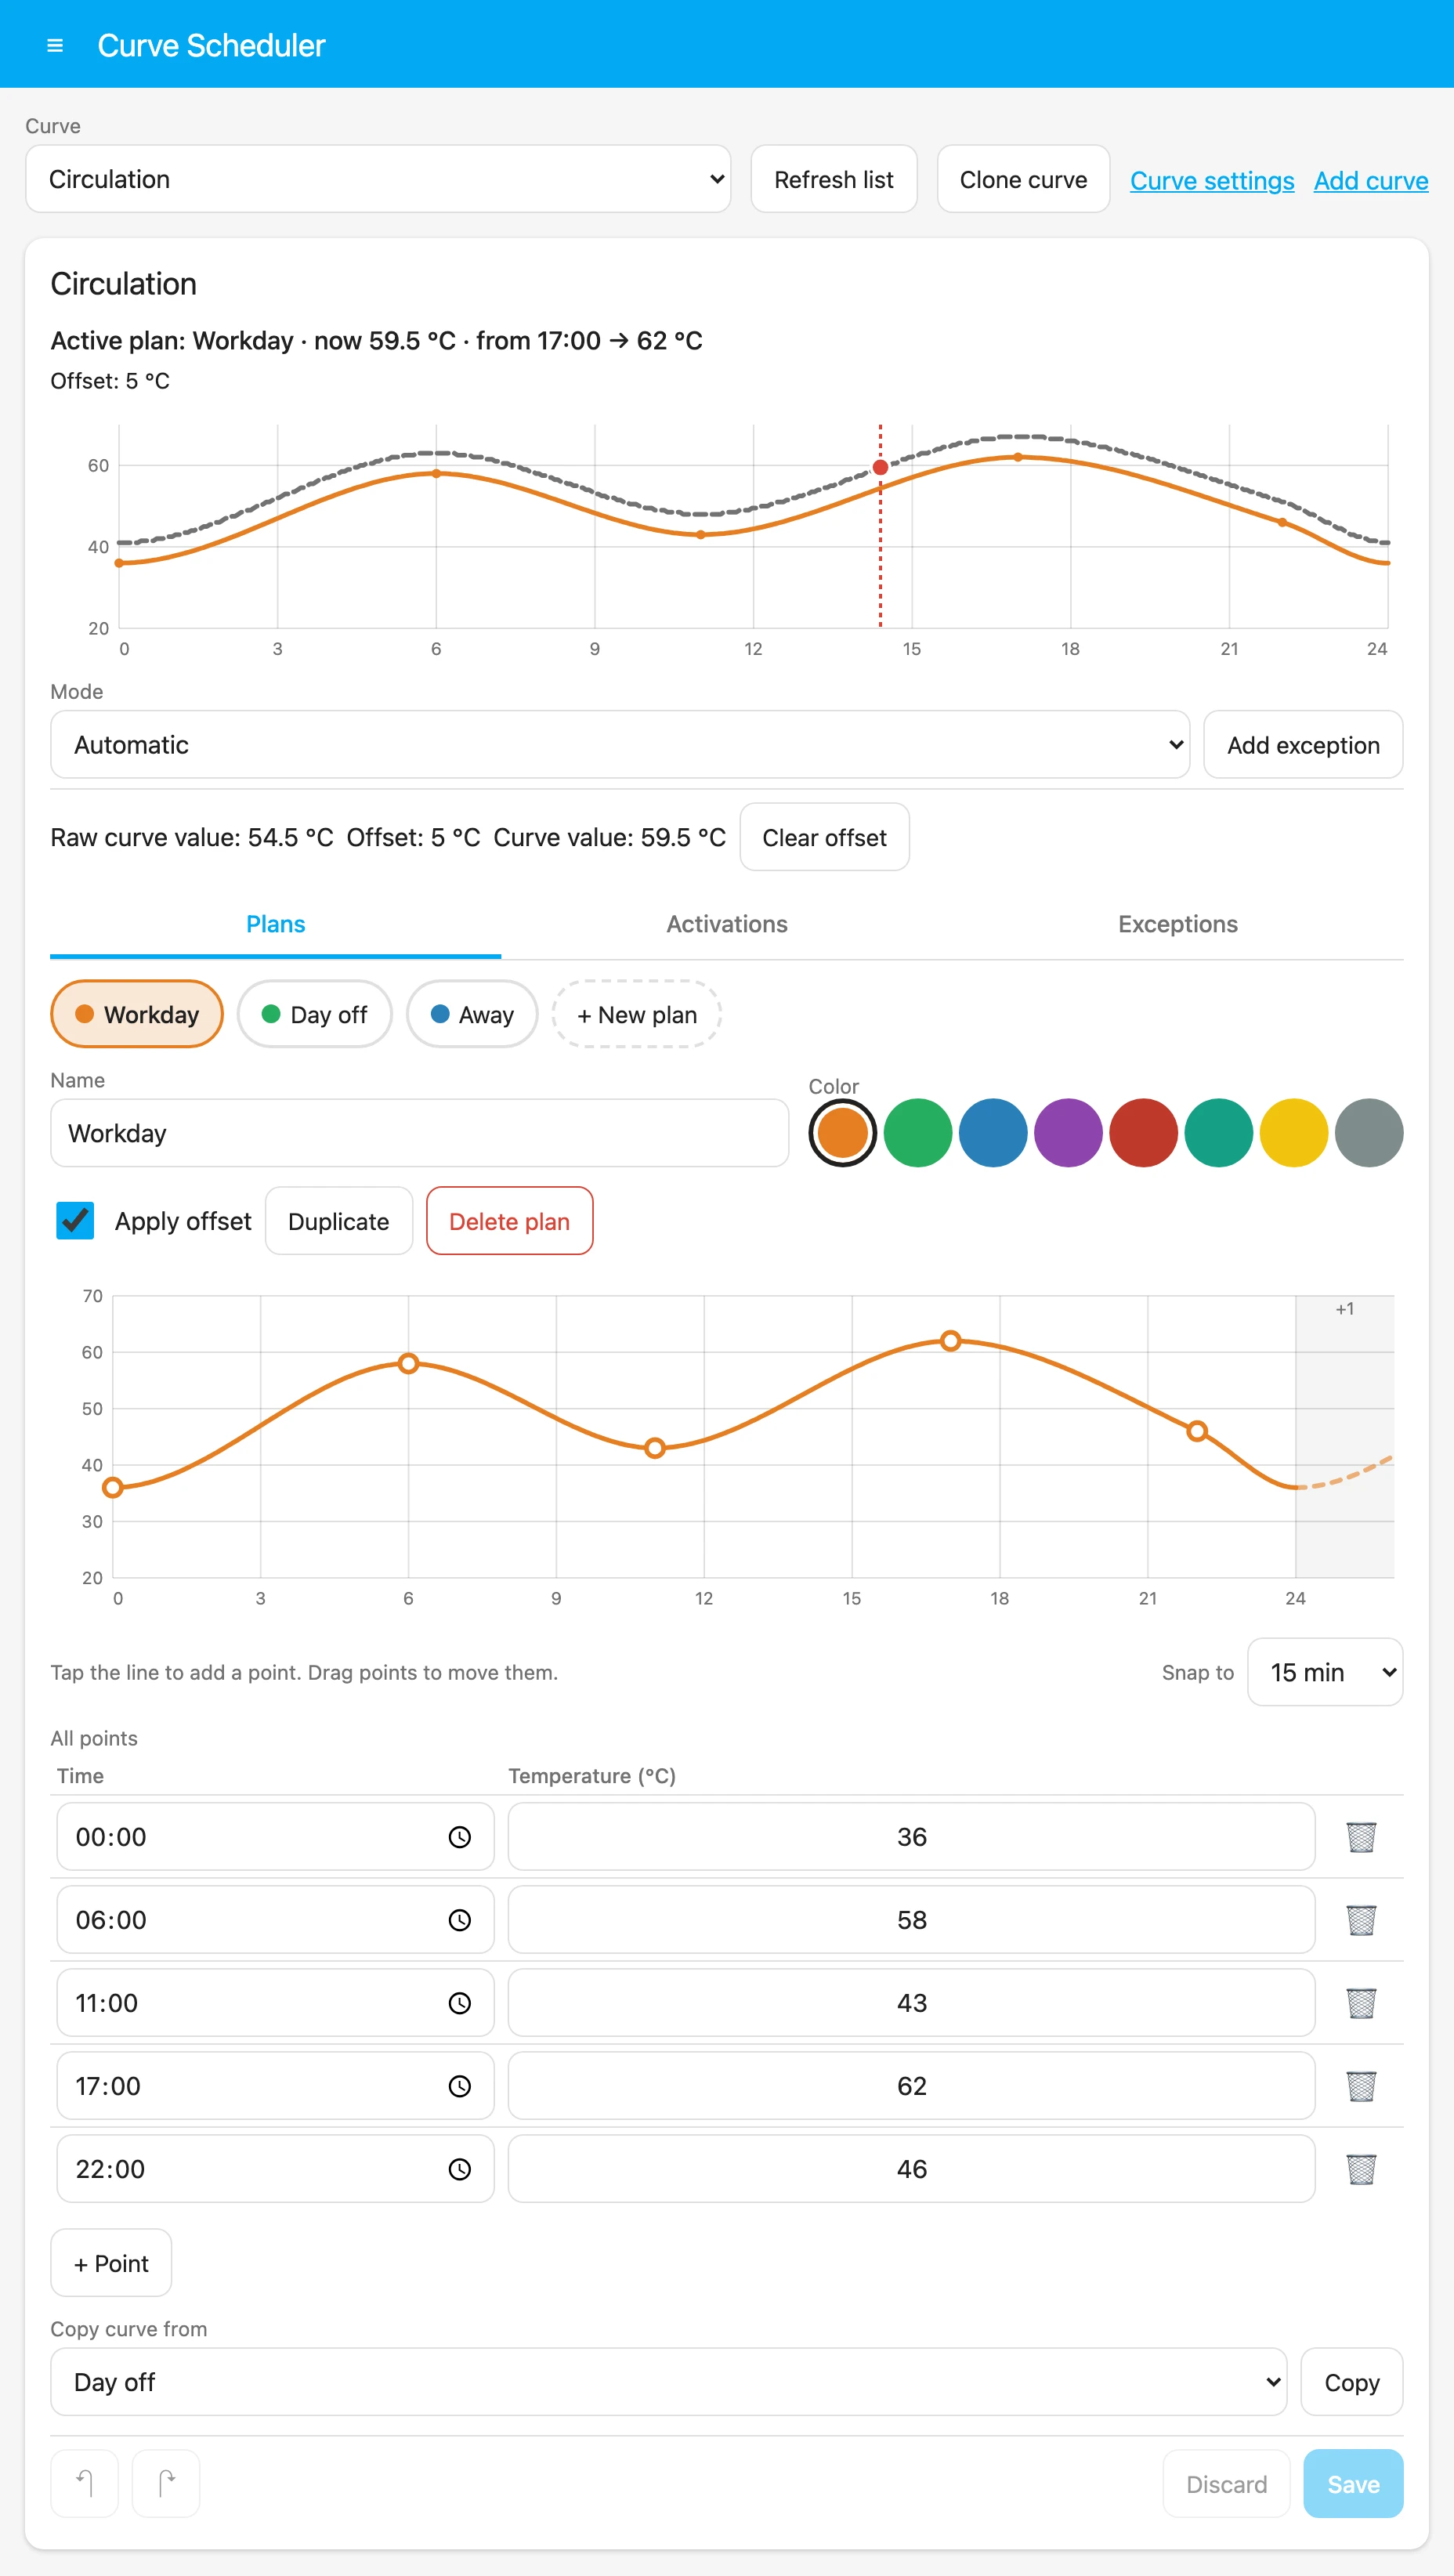 Curve Scheduler
Curve
Circulation
Refresh list
Clone curve
Curve settings
Add curve
Circulation
Active plan: Workday · now 59.5 °C · from 17:00 → 62 °C
Offset: 5 °C
60
40
20
0 3 6 9 12 15 18 21 24
Mode
Automatic
Add exception
Raw curve value: 54.5 °C Offset: 5 °C Curve value: 59.5 °C
Clear offset
Plans
Activations
Exceptions
Workday
Day off
Away
+ New plan
Name
Color
Workday
Apply offset
Duplicate
Delete plan
70
+1
60
50
40
30
20
0 3 6 9 12 15 18 21 24
Tap the line to add a point. Drag points to move them.
Snap to
15 min
All points
Time Temperature (°C)
00:00 36
06:00 58
11:00 43
17:00 62
22:00 46
+ Point
Copy curve from
Day off
Copy
Discard
Save